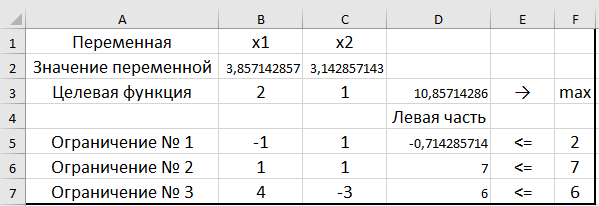 A B C D E F
1 Переменная x1 x2
2 Значение переменной 3,857142857 3,142857143
3 Целевая функция 2 1 10,85714286 → max
4 Левая часть
5 Ограничение № 1 -1 1 -0,714285714 <= 2
6 Ограничение № 2 1 1 7 <= 7
7 Ограничение № 3 4 -3 6 <= 6